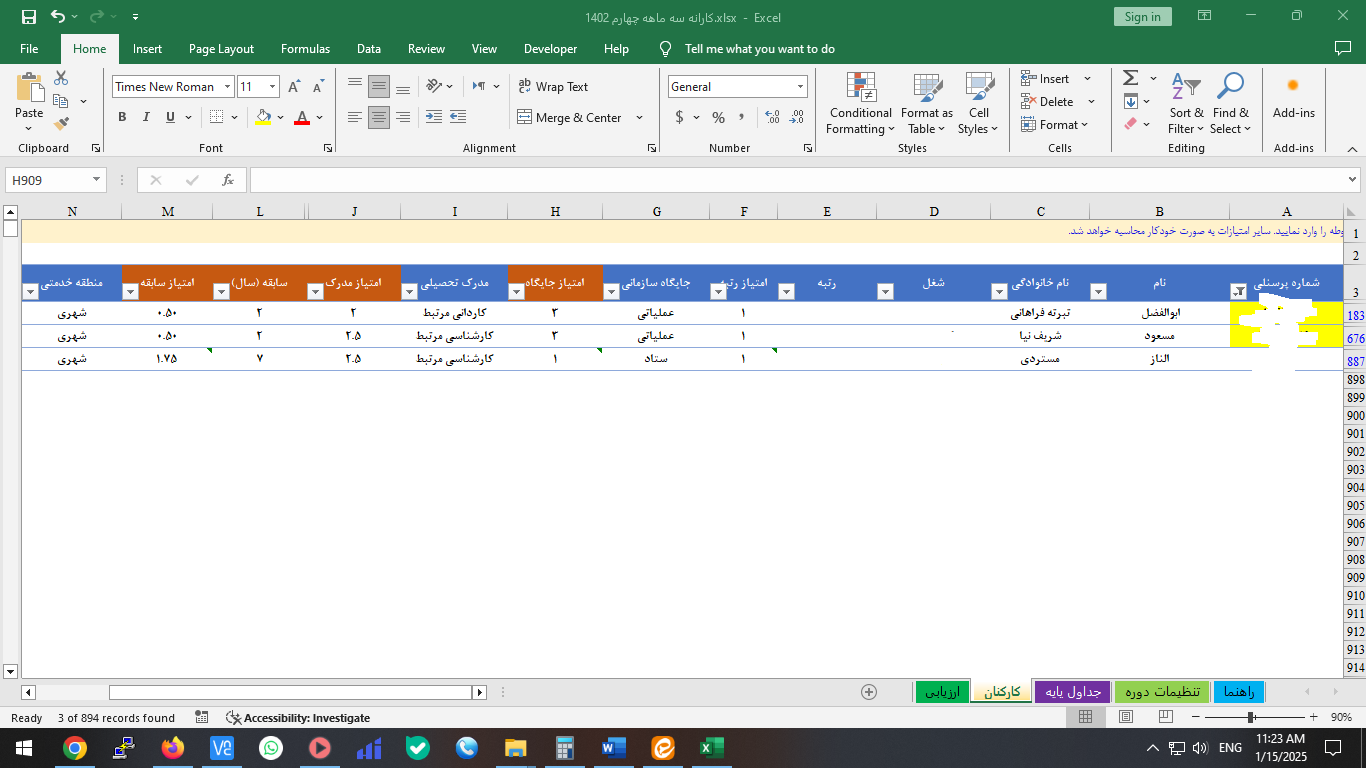 کارانه سه ماهه چهارم 1402.xlsx - Excel
Sign in
File Home Insert Page Layout Formulas Data Review View Developer Help Tell me what you want to do
Paste
Clipboard
Times New Roman 11
B I U
Font
Wrap Text
Merge & Center
Alignment
General
$ % ,
Number
Conditional Formatting
Format as Table
Cell Styles
Styles
Insert
Delete
Format
Cells
Sort & Filter
Find & Select
Editing
Add-ins
Add-ins
H909
fx
N M L J I H G F E D C B A
1 وطه را وارد نمایید. سایر امتیازات به صورت خودکار محاسبه خواهد شد.
2
3 شماره پرسنلی نام نام خانوادگی شغل رتبه امتیاز رتبه جایگاه سازمانی امتیاز جایگاه مدرک تحصیلی امتیاز مدرک سابقه (سال) امتیاز سابقه منطقه خدمتی
183 ابوالفضل تبرته فراهانی ۱ عملیاتی ۳ کاردانی مرتبط ۲ ۲ ۰.۵۰ شهری
676 مسعود شریف نیا ۱ عملیاتی ۳ کارشناسی مرتبط ۲.۵ ۲ ۰.۵۰ شهری
887 الناز مستردی ۱ ستاد ۱ کارشناسی مرتبط ۲.۵ ۷ ۱.۷۵ شهری
898
899
900
901
902
903
904
905
906
907
908
909
910
911
912
913
914
راهنما تنظیمات دوره جداول پایه کارکنان ارزیابی
Ready 3 of 894 records found Accessibility: Investigate 90%
ENG 11:23 AM
1/15/2025